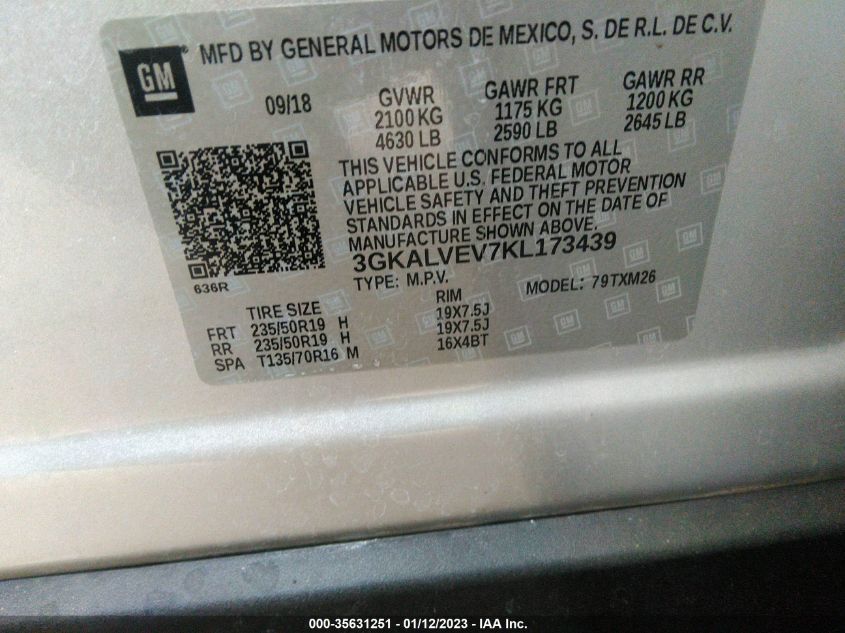 GM
MFD BY GENERAL MOTORS DE MEXICO, S. DE R.L. DE C.V.
09/18 GVWR GAWR FRT GAWR RR
2100 KG 1175 KG 1200 KG
4630 LB 2590 LB 2645 LB
THIS VEHICLE CONFORMS TO ALL
APPLICABLE U.S. FEDERAL MOTOR
VEHICLE SAFETY AND THEFT PREVENTION
STANDARDS IN EFFECT ON THE DATE OF
MANUFACTURE SHOWN ABOVE.
3GKALVEV7KL173439
636R
TYPE: M.P.V. MODEL: 79TXM26
TIRE SIZE RIM
FRT 235/50R19 H 19X7.5J
RR 235/50R19 H 19X7.5J
SPA T135/70R16 M 16X4BT
000-35631251 - 01/12/2023 - IAA Inc.